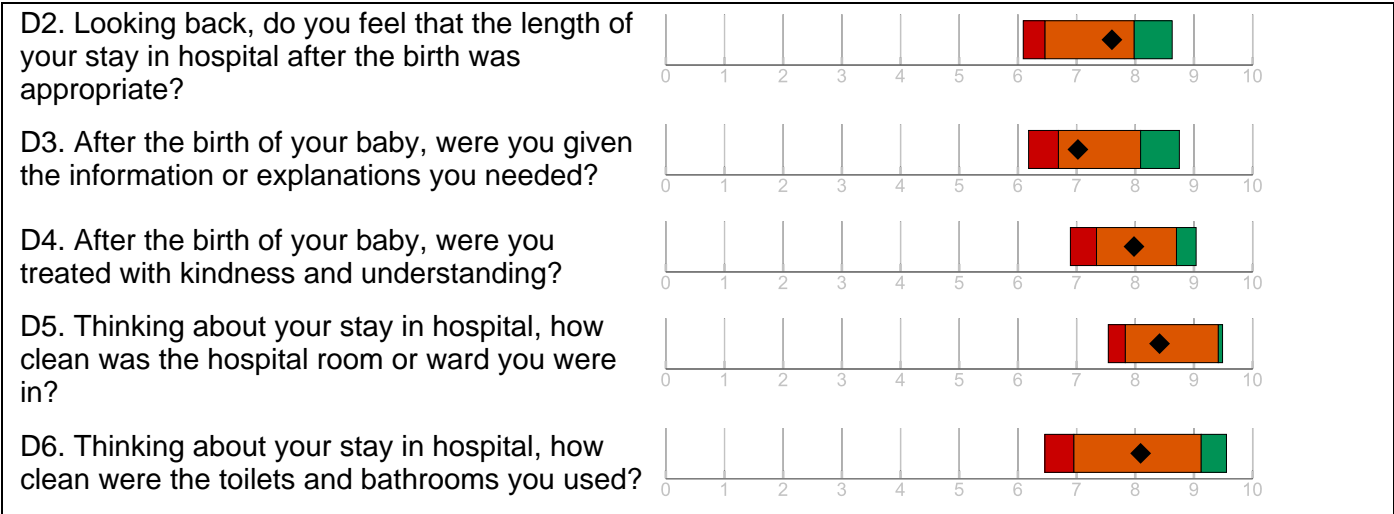 D2. Looking back, do you feel that the length of
your stay in hospital after the birth was
appropriate?
0 1 2 3 4 5 6 7 8 9 10
D3. After the birth of your baby, were you given
the information or explanations you needed?
0 1 2 3 4 5 6 7 8 9 10
D4. After the birth of your baby, were you
treated with kindness and understanding?
0 1 2 3 4 5 6 7 8 9 10
D5. Thinking about your stay in hospital, how
clean was the hospital room or ward you were
in?
0 1 2 3 4 5 6 7 8 9 10
D6. Thinking about your stay in hospital, how
clean were the toilets and bathrooms you used?
0 1 2 3 4 5 6 7 8 9 10